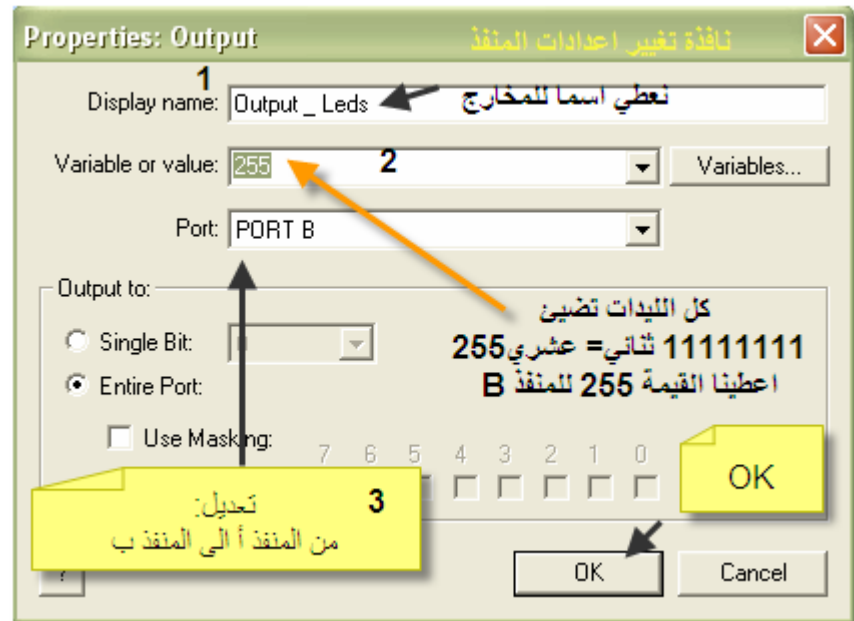 Properties: Output نافذة تغيير اعدادات المنفذ
1
Display name: Output _ Leds نعطي اسما للمخارج
Variable or value: 255 2 Variables...
Port: PORT B
Output to:
كل الليدات تضيئ
Single Bit: 0
11111111 ثنائي= عشري255
Entire Port:
اعطينا القيمة 255 للمنفذ B
Use Masking:
7 6 5 4 3 2 1 0
OK
تعديل: 3
من المنفذ أ الى المنفذ ب
? OK Cancel